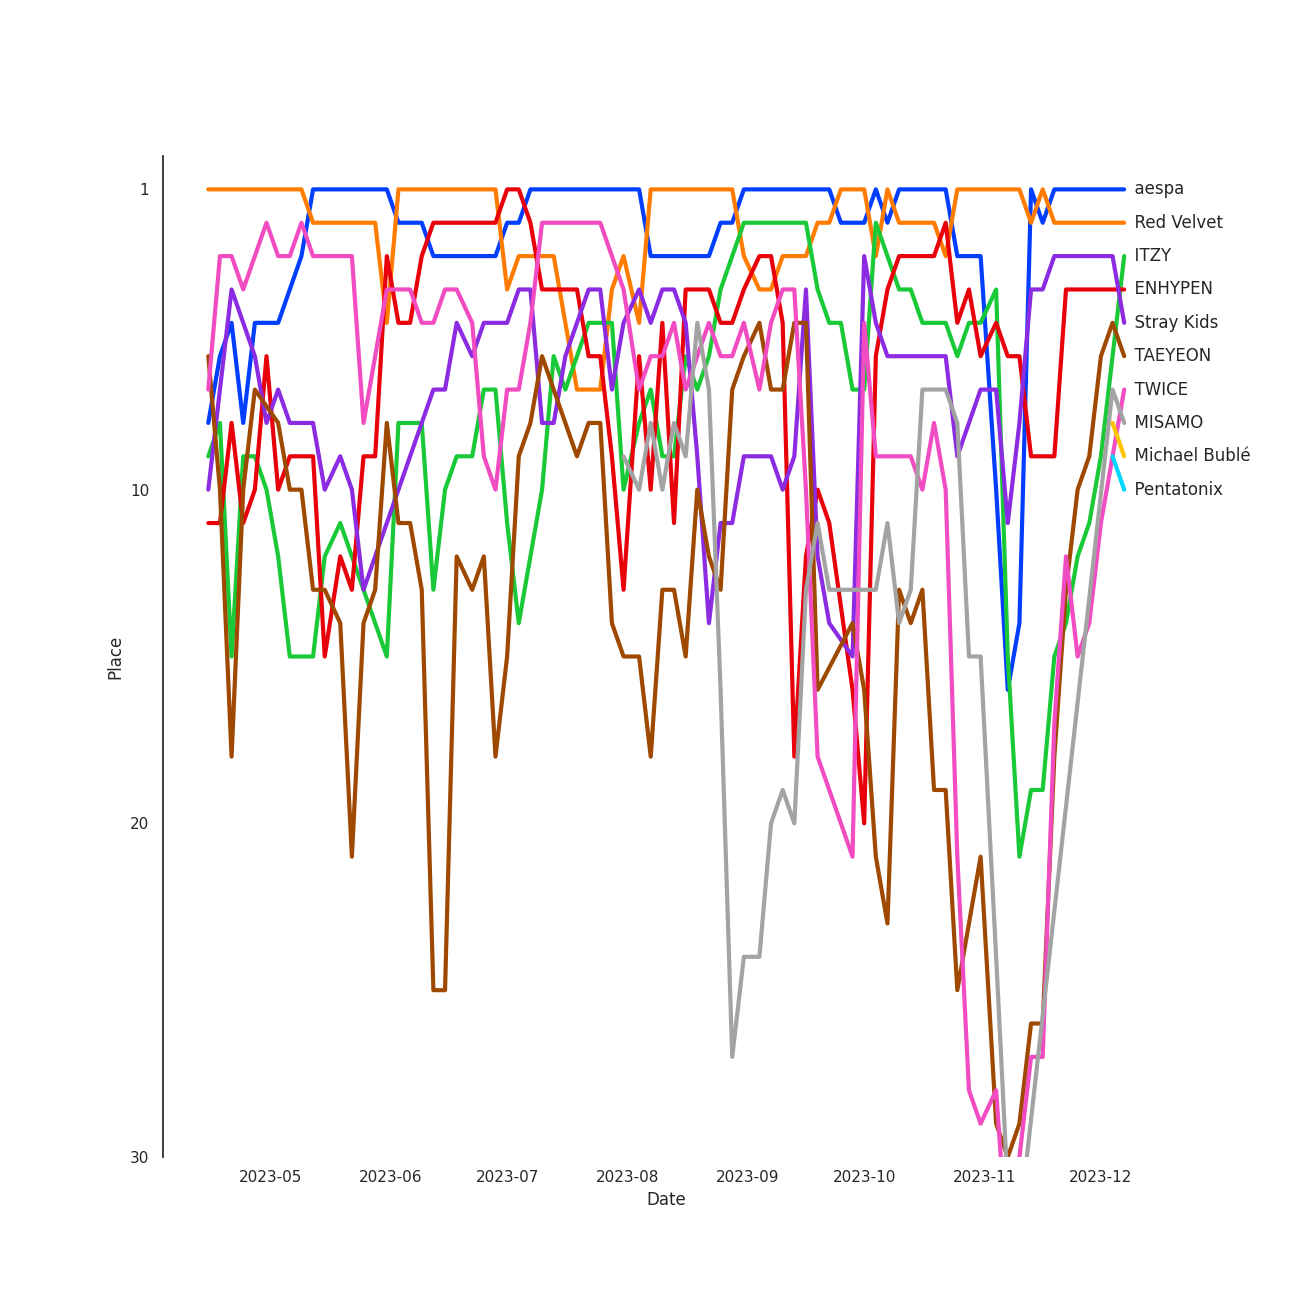 1
10
20
30
Place
aespa
Red Velvet
ITZY
ENHYPEN
Stray Kids
TAEYEON
TWICE
MISAMO
Michael Bublé
Pentatonix
2023-05 2023-06 2023-07 2023-08 2023-09 2023-10 2023-11 2023-12
Date